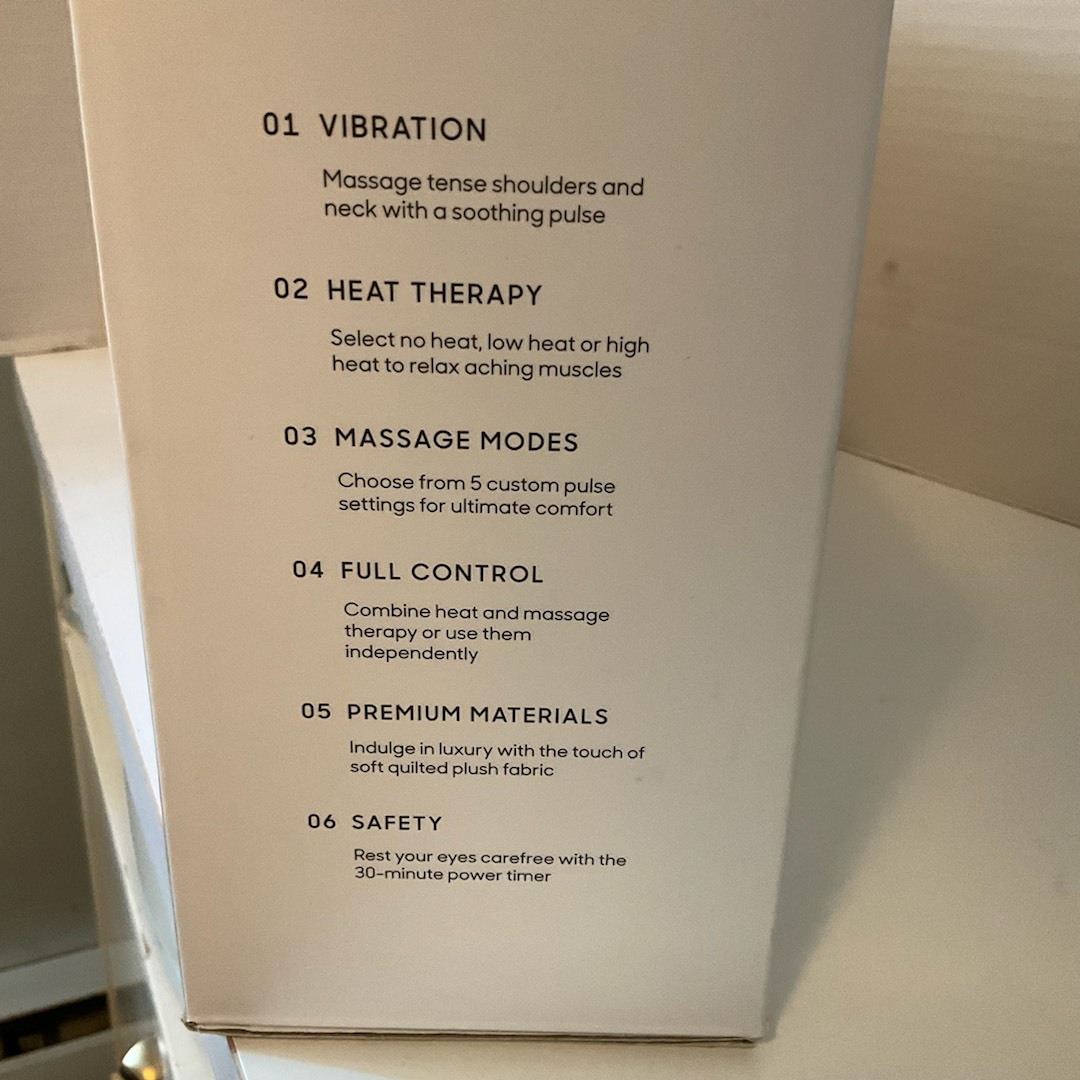 01 VIBRATION
Massage tense shoulders and
neck with a soothing pulse
02 HEAT THERAPY
Select no heat, low heat or high
heat to relax aching muscles
03 MASSAGE MODES
Choose from 5 custom pulse
settings for ultimate comfort
04 FULL CONTROL
Combine heat and massage
therapy or use them
independently
05 PREMIUM MATERIALS
Indulge in luxury with the touch of
soft quilted plush fabric
06 SAFETY
Rest your eyes carefree with the
30-minute power timer